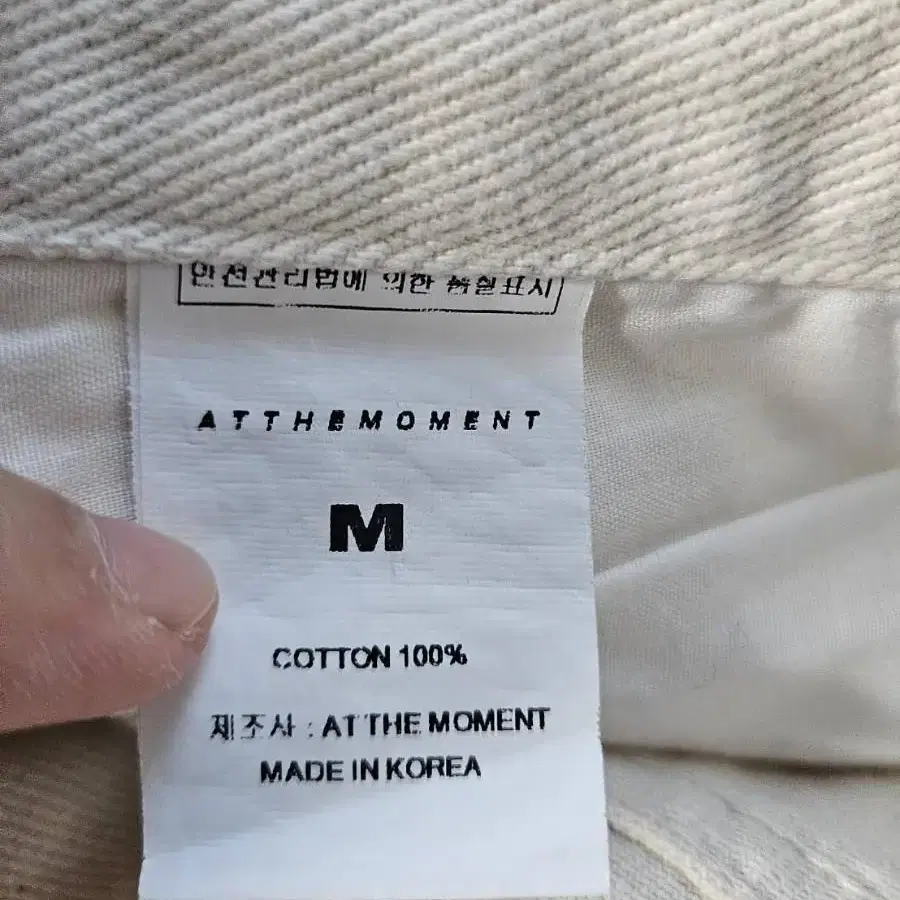 안전관리법에 의한 품질표시
ATTHEMOMENT
M
COTTON 100%
제조사 : AT THE MOMENT
MADE IN KOREA